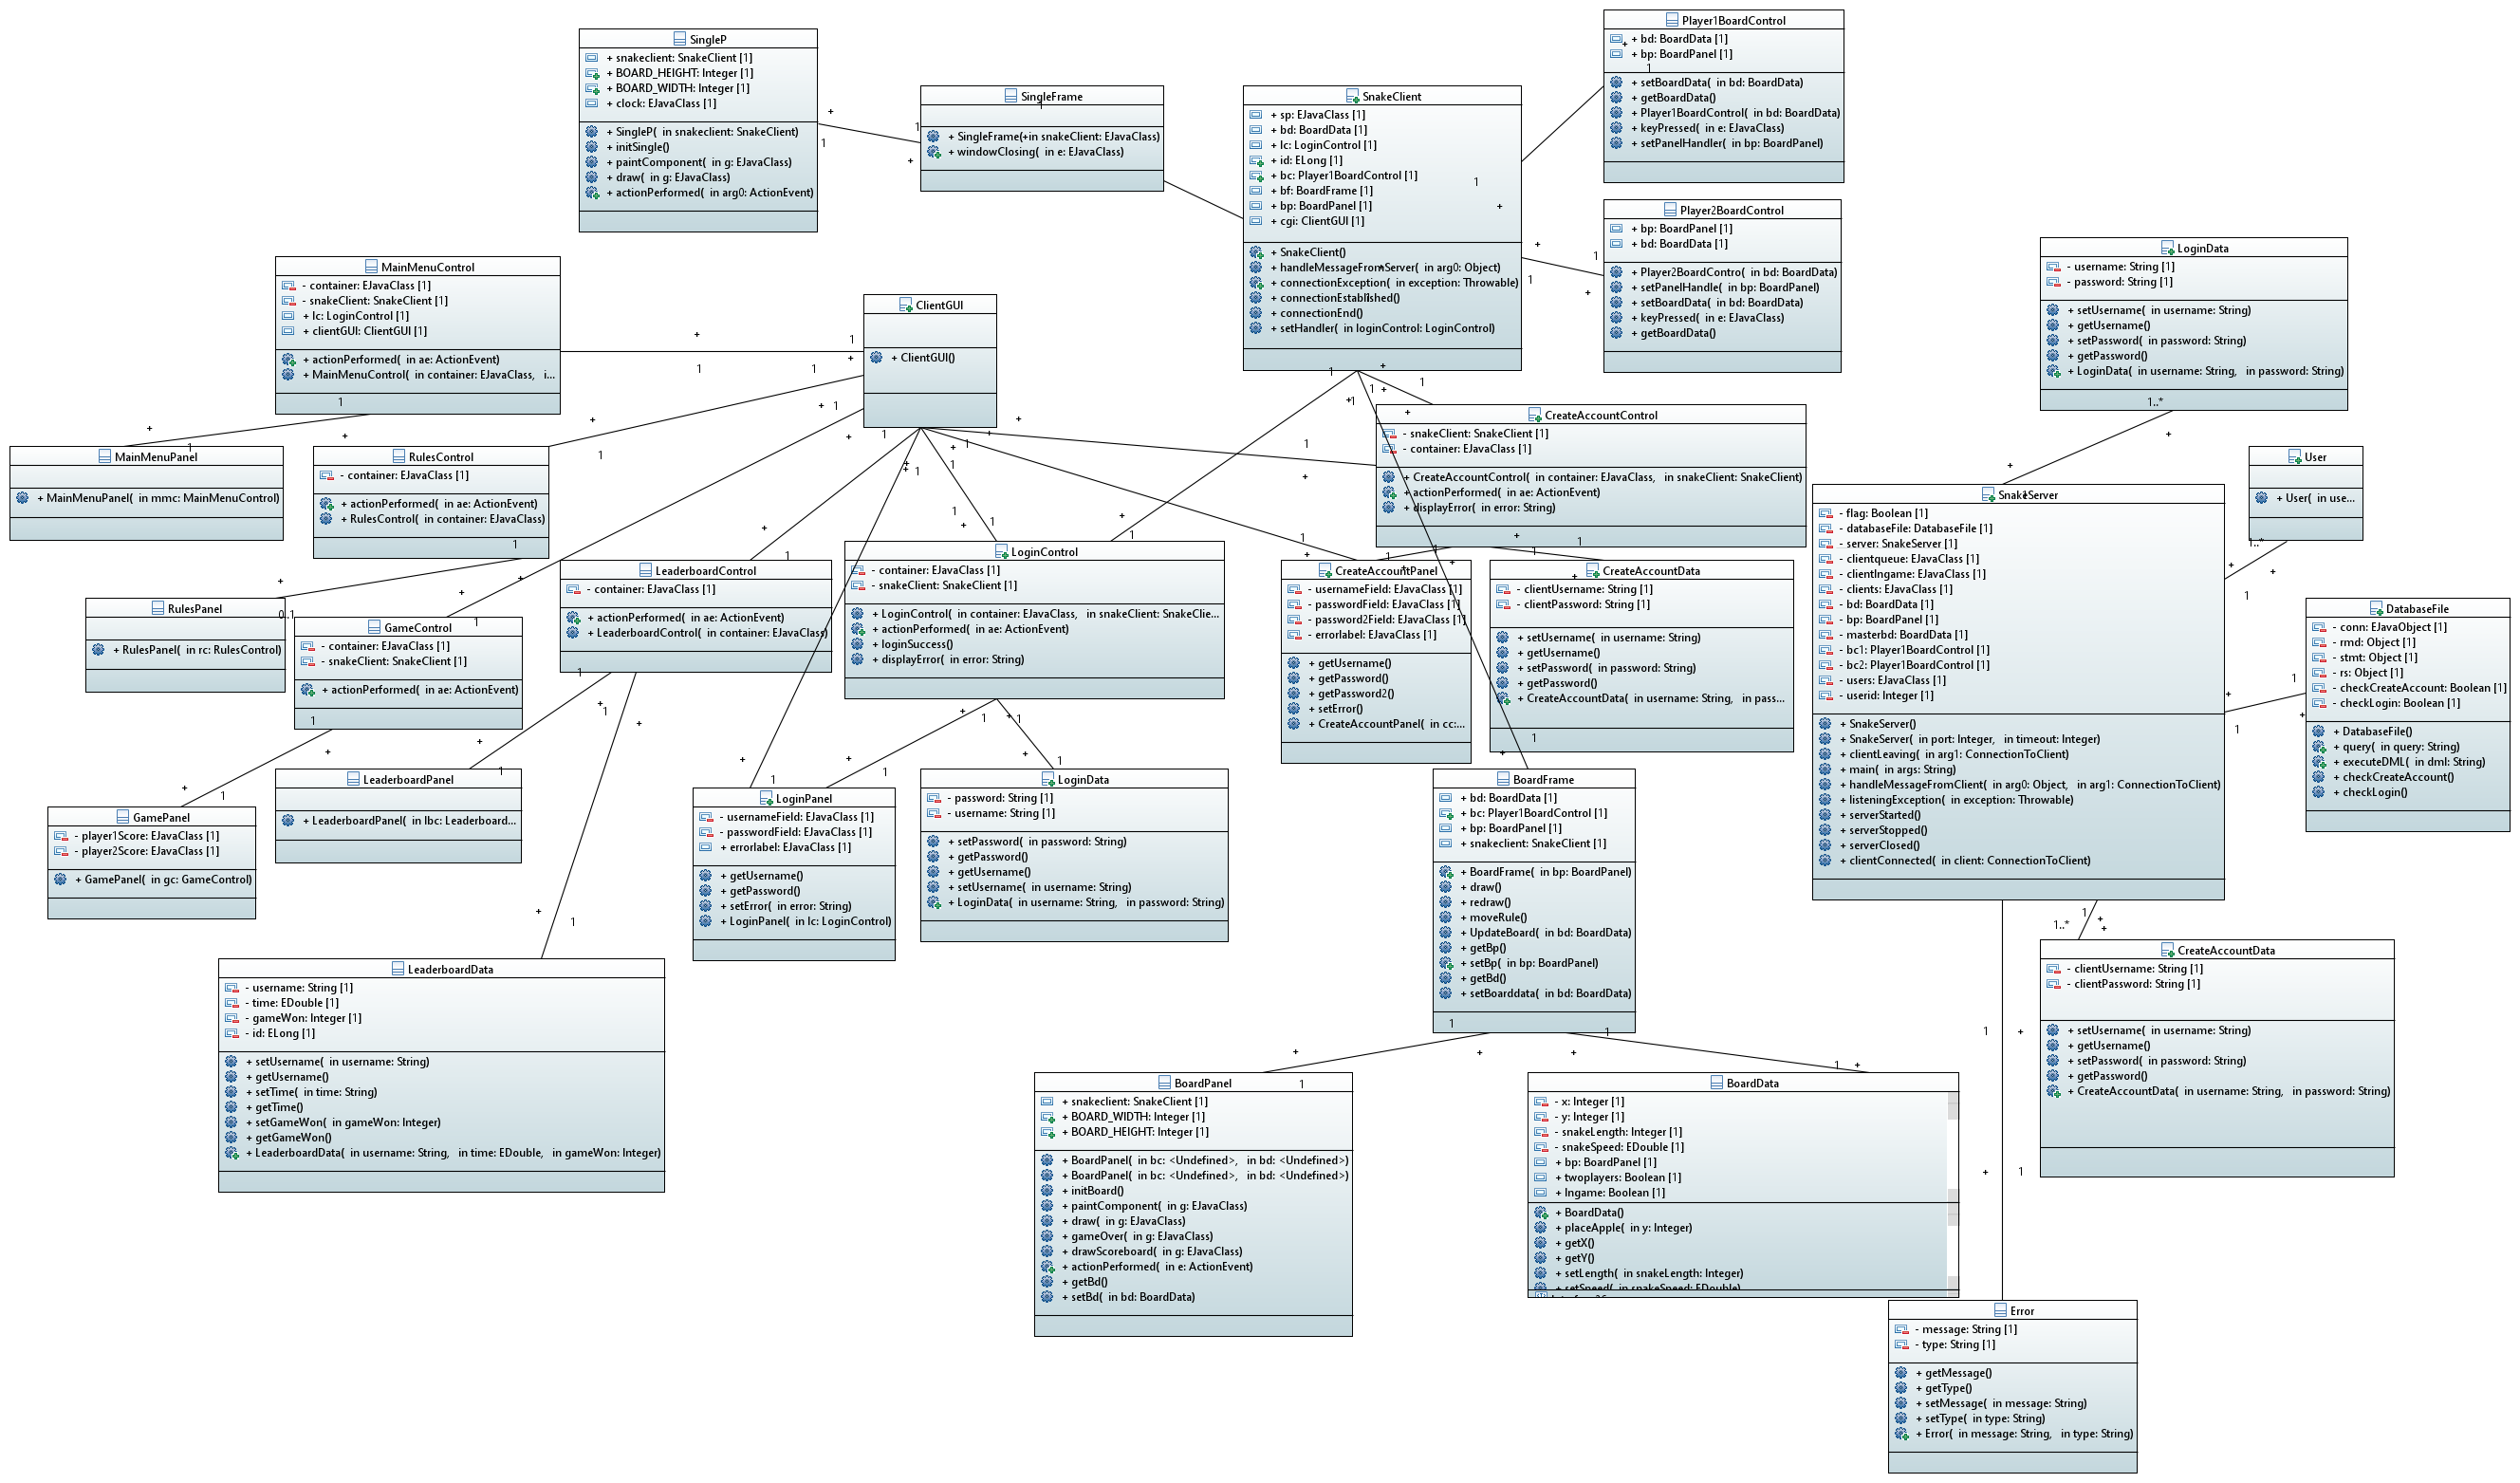 SingleP
+ snakeclient: SnakeClient [1]
+ BOARD_HEIGHT: Integer [1]
+ BOARD_WIDTH: Integer [1]
+ clock: EJavaClass [1]
+ SingleP( in snakeclient: SnakeClient)
+ initSingle()
+ paintComponent( in g: EJavaClass)
+ draw( in g: EJavaClass)
+ actionPerformed( in arg0: ActionEvent)
SingleFrame
+ SingleFrame(+in snakeClient: EJavaClass)
+ windowClosing( in e: EJavaClass)
SnakeClient
+ sp: EJavaClass [1]
+ bd: BoardData [1]
+ lc: LoginControl [1]
+ id: ELong [1]
+ bc: Player1BoardControl [1]
+ bf: BoardFrame [1]
+ bp: BoardPanel [1]
+ cgi: ClientGUI [1]
+ SnakeClient()
+ handleMessageFromServer( in arg0: Object)
+ connectionException( in exception: Throwable)
+ connectionEstablished()
+ connectionEnd()
+ setHandler( in loginControl: LoginControl)
Player1BoardControl
+ bd: BoardData [1]
+ bp: BoardPanel [1]
+ setBoardData( in bd: BoardData)
+ getBoardData()
+ Player1BoardControl( in bd: BoardData)
+ keyPressed( in e: EJavaClass)
+ setPanelHandler( in bp: BoardPanel)
Player2BoardControl
+ bp: BoardPanel [1]
+ bd: BoardData [1]
+ Player2BoardContro( in bd: BoardData)
+ setPanelHandle( in bp: BoardPanel)
+ setBoardData( in bd: BoardData)
+ keyPressed( in e: EJavaClass)
+ getBoardData()
LoginData
- username: String [1]
- password: String [1]
+ setUsername( in username: String)
+ getUsername()
+ setPassword( in password: String)
+ getPassword()
+ LoginData( in username: String, in password: String)
1..*
MainMenuControl
- container: EJavaClass [1]
- snakeClient: SnakeClient [1]
+ lc: LoginControl [1]
+ clientGUI: ClientGUI [1]
+ actionPerformed( in ae: ActionEvent)
+ MainMenuControl( in container: EJavaClass, i...
ClientGUI
+ ClientGUI()
MainMenuPanel
+ MainMenuPanel( in mmc: MainMenuControl)
RulesControl
- container: EJavaClass [1]
+ actionPerformed( in ae: ActionEvent)
+ RulesControl( in container: EJavaClass)
CreateAccountControl
- snakeClient: SnakeClient [1]
- container: EJavaClass [1]
+ CreateAccountControl( in container: EJavaClass, in snakeClient: SnakeClient)
+ actionPerformed( in ae: ActionEvent)
+ displayError( in error: String)
User
+ User( in use...
1..*
SnakeServer
- flag: Boolean [1]
- databaseFile: DatabaseFile [1]
- server: SnakeServer [1]
- clientqueue: EJavaClass [1]
- clientIngame: EJavaClass [1]
- clients: EJavaClass [1]
- bd: BoardData [1]
- bp: BoardPanel [1]
- masterbd: BoardData [1]
- bc1: Player1BoardControl [1]
- bc2: Player1BoardControl [1]
- users: EJavaClass [1]
- userid: Integer [1]
+ SnakeServer()
+ SnakeServer( in port: Integer, in timeout: Integer)
+ clientLeaving( in arg1: ConnectionToClient)
+ main( in args: String)
+ handleMessageFromClient( in arg0: Object, in arg1: ConnectionToClient)
+ listeningException( in exception: Throwable)
+ serverStarted()
+ serverStopped()
+ serverClosed()
+ clientConnected( in client: ConnectionToClient)
RulesPanel
0..1
+ RulesPanel( in rc: RulesControl)
GameControl
- container: EJavaClass [1]
- snakeClient: SnakeClient [1]
+ actionPerformed( in ae: ActionEvent)
LeaderboardControl
- container: EJavaClass [1]
+ actionPerformed( in ae: ActionEvent)
+ LeaderboardControl( in container: EJavaClass)
LoginControl
- container: EJavaClass [1]
- snakeClient: SnakeClient [1]
+ LoginControl( in container: EJavaClass, in snakeClient: SnakeClie...
+ actionPerformed( in ae: ActionEvent)
+ loginSuccess()
+ displayError( in error: String)
CreateAccountPanel
- usernameField: EJavaClass [1]
- passwordField: EJavaClass [1]
- password2Field: EJavaClass [1]
- errorlabel: EJavaClass [1]
+ getUsername()
+ getPassword()
+ getPassword2()
+ setError()
+ CreateAccountPanel( in cc:...
CreateAccountData
- clientUsername: String [1]
- clientPassword: String [1]
+ setUsername( in username: String)
+ getUsername()
+ setPassword( in password: String)
+ getPassword()
+ CreateAccountData( in username: String, in pass...
DatabaseFile
- conn: EJavaObject [1]
- rmd: Object [1]
- stmt: Object [1]
- rs: Object [1]
- checkCreateAccount: Boolean [1]
- checkLogin: Boolean [1]
+ DatabaseFile()
+ query( in query: String)
+ executeDML( in dml: String)
+ checkCreateAccount()
+ checkLogin()
GamePanel
- player1Score: EJavaClass [1]
- player2Score: EJavaClass [1]
+ GamePanel( in gc: GameControl)
LeaderboardPanel
+ LeaderboardPanel( in lbc: Leaderboard...
LoginPanel
- usernameField: EJavaClass [1]
- passwordField: EJavaClass [1]
+ errorlabel: EJavaClass [1]
+ getUsername()
+ getPassword()
+ setError( in error: String)
+ LoginPanel( in lc: LoginControl)
LoginData
- password: String [1]
- username: String [1]
+ setPassword( in password: String)
+ getPassword()
+ getUsername()
+ setUsername( in username: String)
+ LoginData( in username: String, in password: String)
BoardFrame
+ bd: BoardData [1]
+ bc: Player1BoardControl [1]
+ bp: BoardPanel [1]
+ snakeclient: SnakeClient [1]
+ BoardFrame( in bp: BoardPanel)
+ draw()
+ redraw()
+ moveRule()
+ UpdateBoard( in bd: BoardData)
+ getBp()
+ setBp( in bp: BoardPanel)
+ getBd()
+ setBoarddata( in bd: BoardData)
1..*
CreateAccountData
- clientUsername: String [1]
- clientPassword: String [1]
+ setUsername( in username: String)
+ getUsername()
+ setPassword( in password: String)
+ getPassword()
+ CreateAccountData( in username: String, in password: String)
LeaderboardData
- username: String [1]
- time: EDouble [1]
- gameWon: Integer [1]
- id: ELong [1]
+ setUsername( in username: String)
+ getUsername()
+ setTime( in time: String)
+ getTime()
+ setGameWon( in gameWon: Integer)
+ getGameWon()
+ LeaderboardData( in username: String, in time: EDouble, in gameWon: Integer)
BoardPanel
+ snakeclient: SnakeClient [1]
+ BOARD_WIDTH: Integer [1]
+ BOARD_HEIGHT: Integer [1]
+ BoardPanel( in bc: <Undefined>, in bd: <Undefined>)
+ BoardPanel( in bc: <Undefined>, in bd: <Undefined>)
+ initBoard()
+ paintComponent( in g: EJavaClass)
+ draw( in g: EJavaClass)
+ gameOver( in g: EJavaClass)
+ drawScoreboard( in g: EJavaClass)
+ actionPerformed( in e: ActionEvent)
+ getBd()
+ setBd( in bd: BoardData)
BoardData
- x: Integer [1]
- y: Integer [1]
- snakeLength: Integer [1]
- snakeSpeed: EDouble [1]
+ bp: BoardPanel [1]
+ twoplayers: Boolean [1]
+ Ingame: Boolean [1]
+ BoardData()
+ placeApple( in y: Integer)
+ getX()
+ getY()
+ setLength( in snakeLength: Integer)
+ setSpeed( in snakeSpeed: EDouble)
Error
- message: String [1]
- type: String [1]
+ getMessage()
+ getType()
+ setMessage( in message: String)
+ setType( in type: String)
+ Error( in message: String, in type: String)